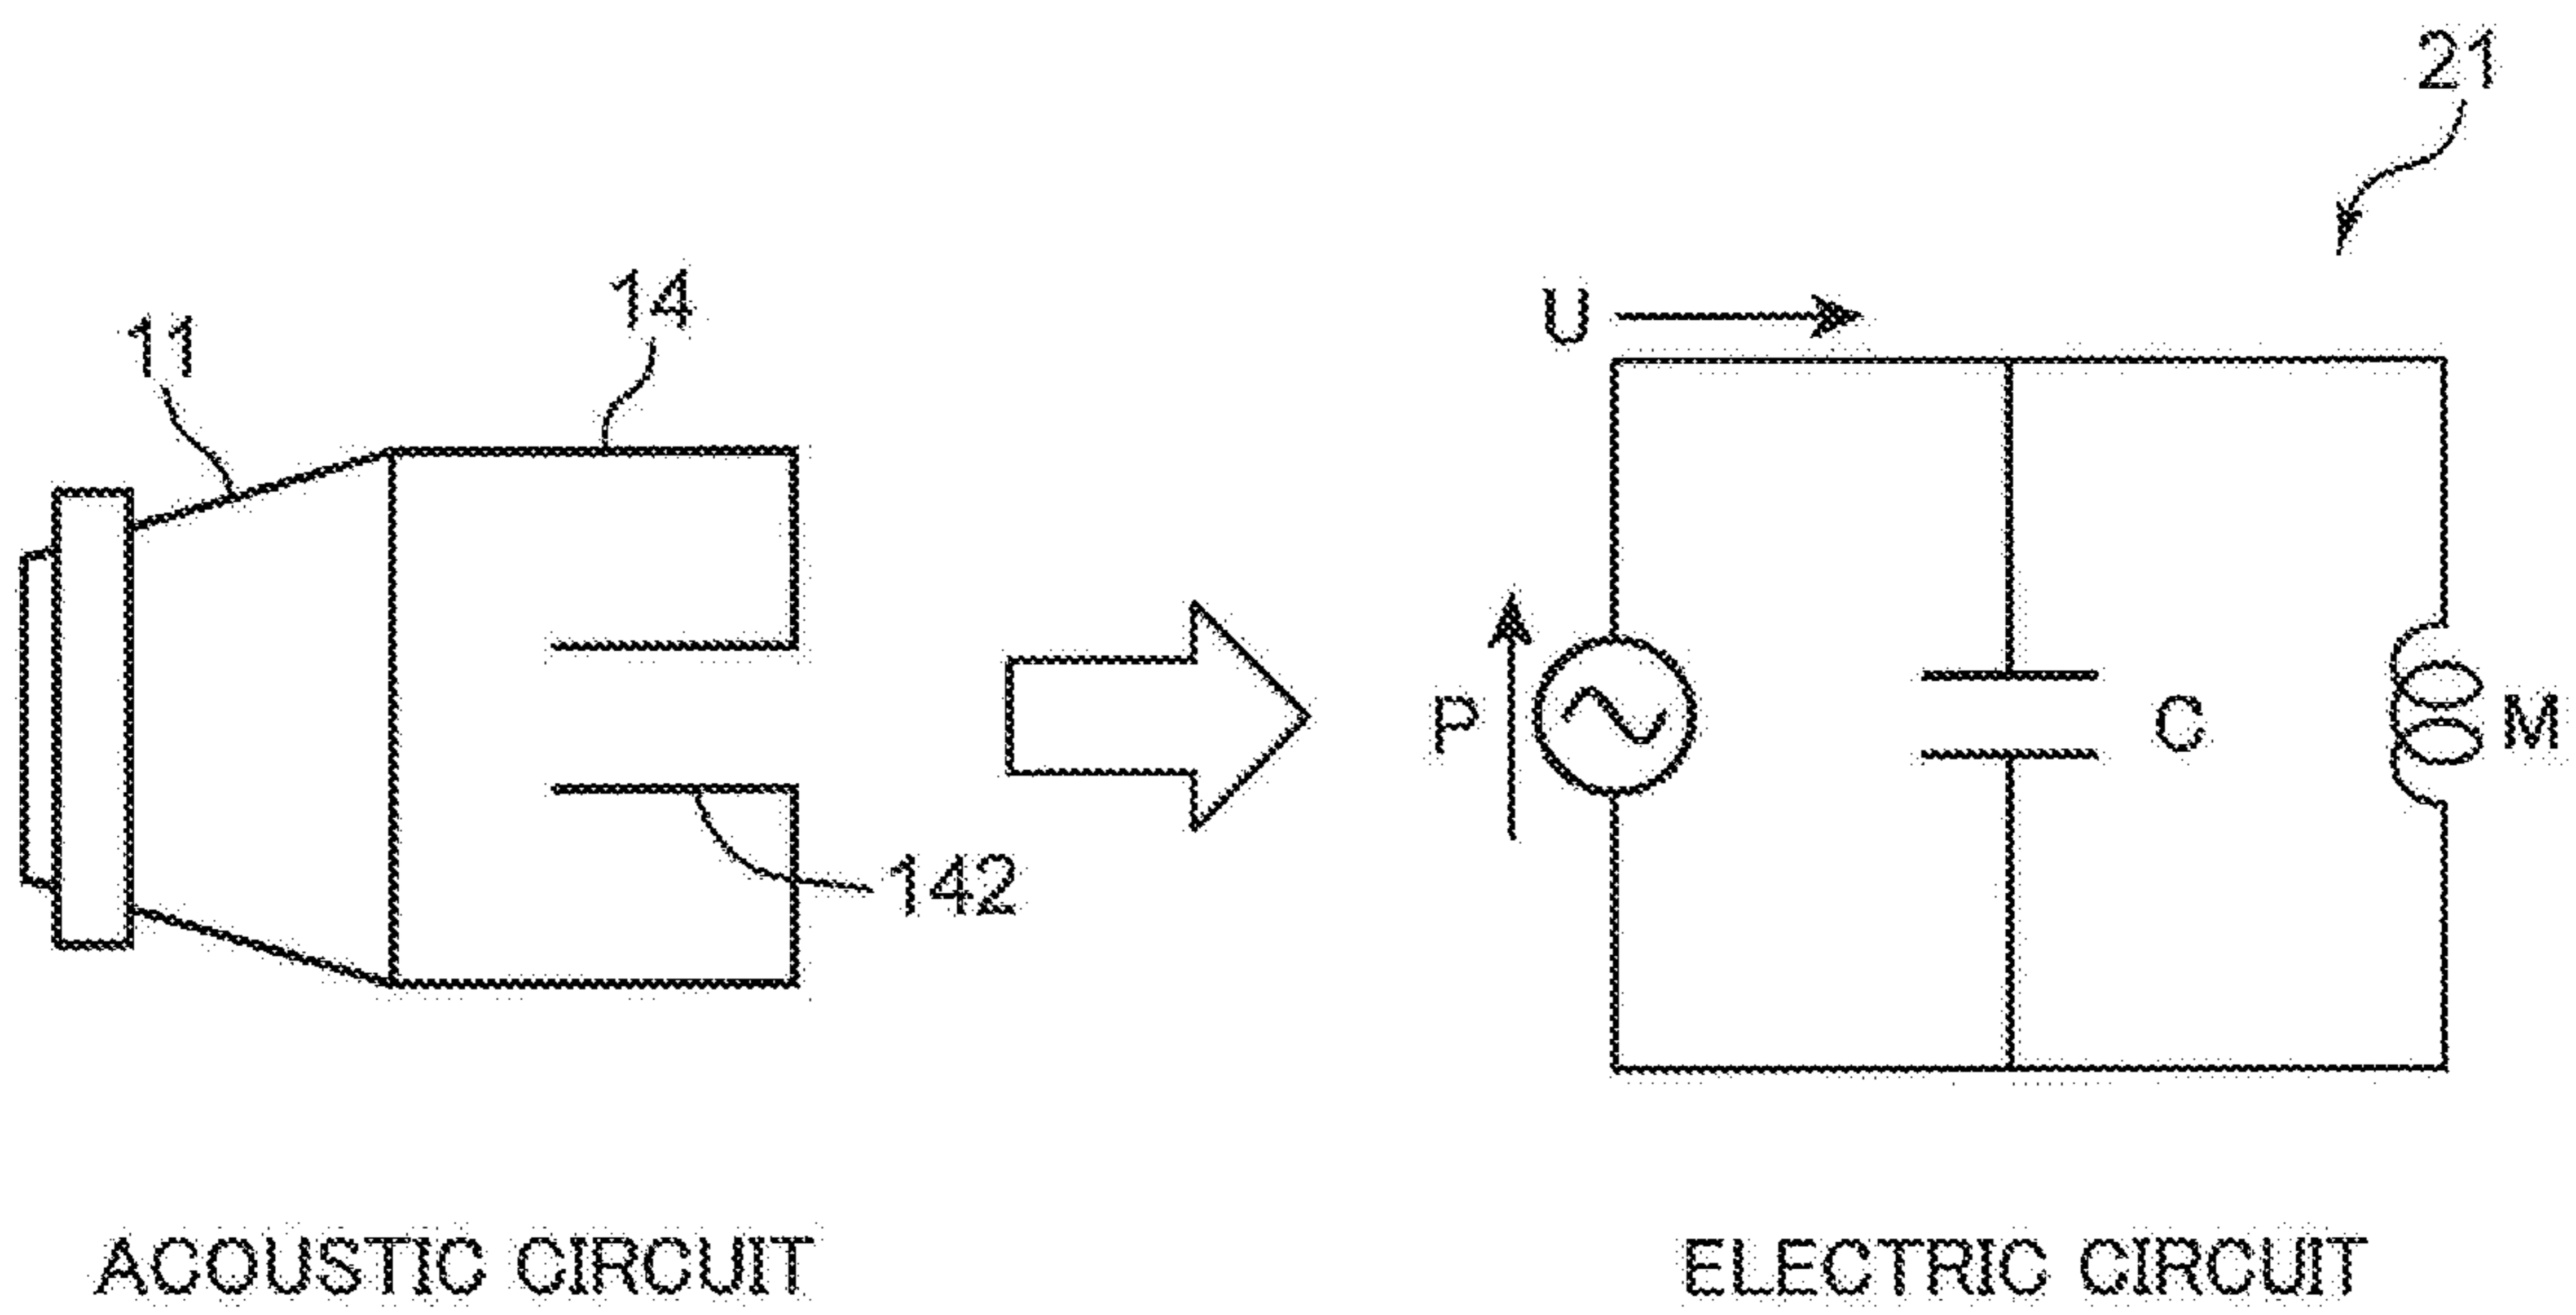 21
14
11
U
P
C
M
142
ACOUSTIC CIRCUIT
ELECTRIC CIRCUIT